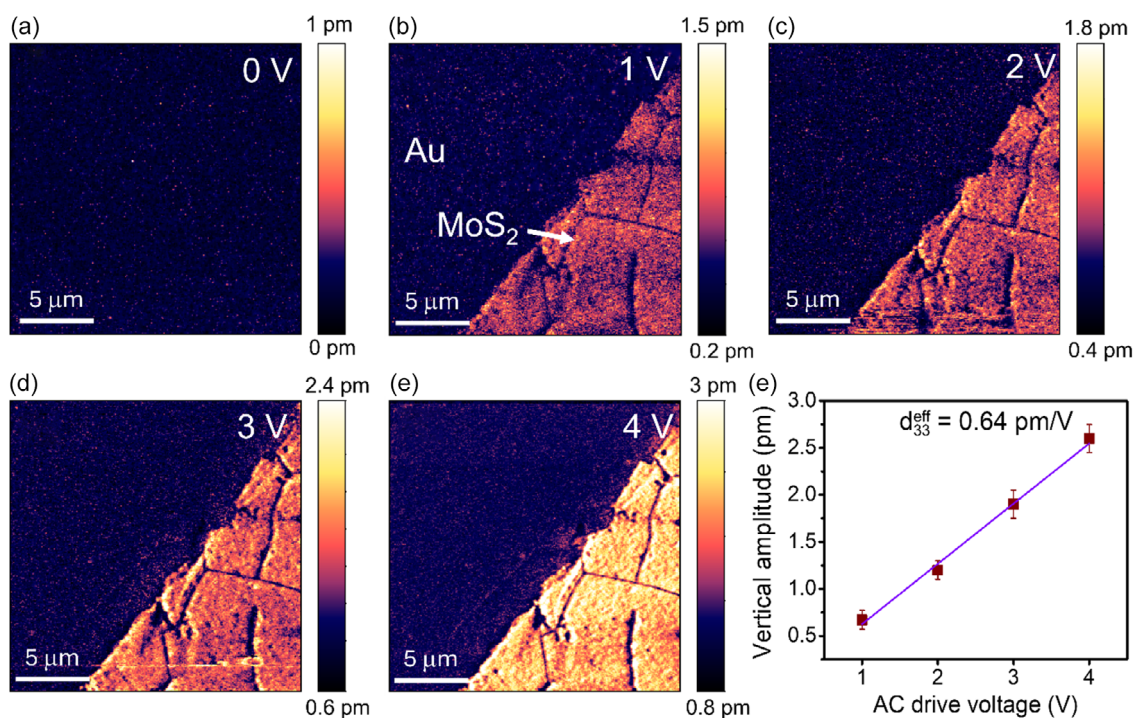 (a)
1 pm
0 V
5 μm
0 pm
(b)
1.5 pm
1 V
Au
MoS₂
5 μm
0.2 pm
(c)
1.8 pm
2 V
5 μm
0.4 pm
(d)
2.4 pm
3 V
5 μm
0.6 pm
(e)
3 pm
4 V
5 μm
0.8 pm
(e)
d₃₃ᵉᶠᶠ = 0.64 pm/V
Vertical amplitude (pm)
3.0
2.5
2.0
1.5
1.0
0.5
1 2 3 4
AC drive voltage (V)